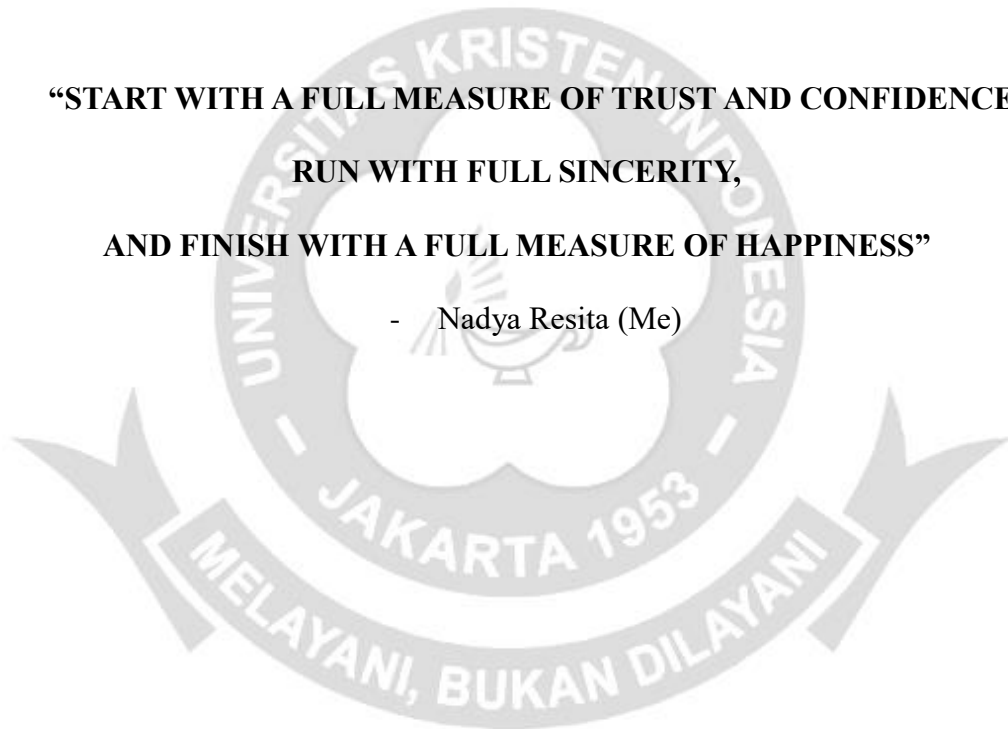 “START WITH A FULL MEASURE OF TRUST AND CONFIDENCE
RUN WITH FULL SINCERITY,
AND FINISH WITH A FULL MEASURE OF HAPPINESS”
- Nadya Resita (Me)
UNIVERSITAS KRISTEN INDONESIA
- JAKARTA 1953 -
MELAYANI, BUKAN DILAYANI